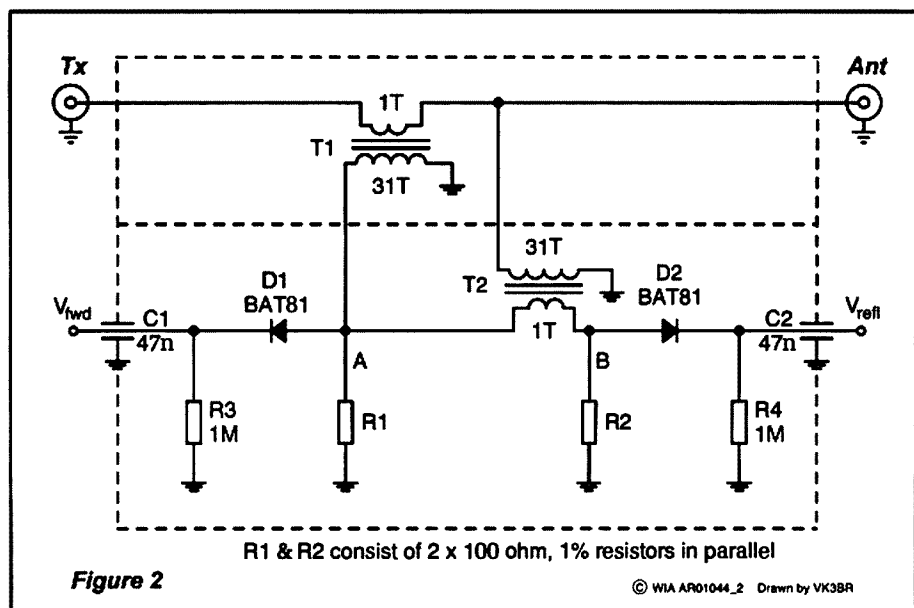 Tx
Ant
1T
T1
31T
31T
D1
BAT81
T2
D2
BAT81
Vfwd
C1
47n
1T
C2
47n
Vrefl
A
B
R3
1M
R1
R2
R4
1M
R1 & R2 consist of 2 x 100 ohm, 1% resistors in parallel
Figure 2
© WIA AR01044_2 Drawn by VK3BR